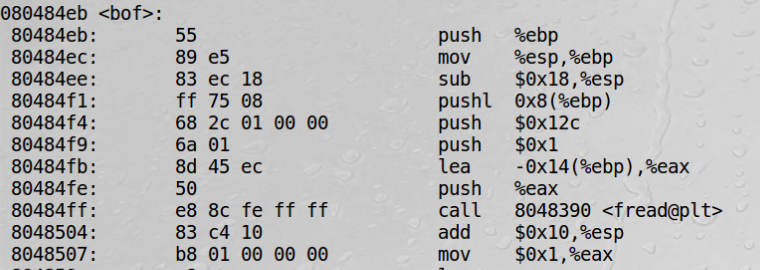 080484eb <bof>:
80484eb: 55 push %ebp
80484ec: 89 e5 mov %esp,%ebp
80484ee: 83 ec 18 sub $0x18,%esp
80484f1: ff 75 08 pushl 0x8(%ebp)
80484f4: 68 2c 01 00 00 push $0x12c
80484f9: 6a 01 push $0x1
80484fb: 8d 45 ec lea -0x14(%ebp),%eax
80484fe: 50 push %eax
80484ff: e8 8c fe ff ff call 8048390 <fread@plt>
8048504: 83 c4 10 add $0x10,%esp
8048507: b8 01 00 00 00 mov $0x1,%eax